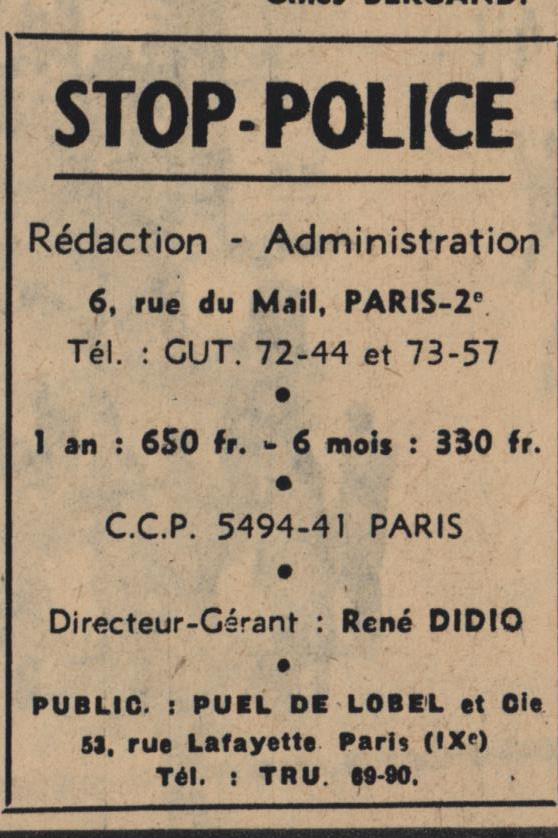 Gilles BERGAND.
STOP-POLICE
Rédaction - Administration
6, rue du Mail, PARIS-2e
Tél. : GUT. 72-44 et 73-57
●
1 an : 650 fr. - 6 mois : 330 fr.
●
C.C.P. 5494-41 PARIS
●
Directeur-Gérant : René DIDIO
●
PUBLIC. : PUEL DE LOBEL et Cie
53, rue Lafayette Paris (IXe)
Tél. : TRU. 69-90.